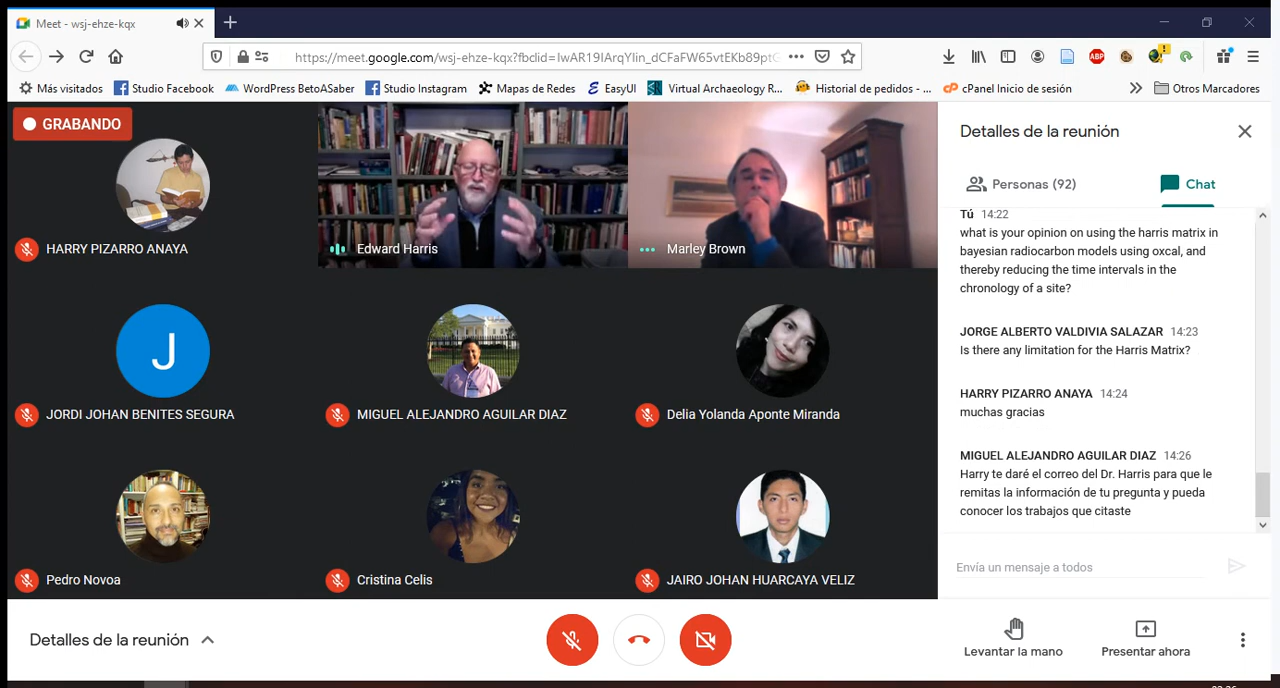 Meet - wsj-ehze-kqx
https://meet.google.com/wsj-ehze-kqx?fbclid=IwAR19IArqYIin_dCFaFW65vtEKb89pt
ABP
Más visitados
Studio Facebook
WordPress BetoASaber
Studio Instagram
Mapas de Redes
EasyUI
Virtual Archaeology R...
Historial de pedidos - ...
cPanel Inicio de sesión
Otros Marcadores
GRABANDO
HARRY PIZARRO ANAYA
Edward Harris
Marley Brown
J
JORDI JOHAN BENITES SEGURA
MIGUEL ALEJANDRO AGUILAR DIAZ
Delia Yolanda Aponte Miranda
Pedro Novoa
Cristina Celis
JAIRO JOHAN HUARCAYA VELIZ
Detalles de la reunión
Personas (92)
Chat
Tú 14:22
what is your opinion on using the harris matrix in
bayesian radiocarbon models using oxcal, and
thereby reducing the time intervals in the
chronology of a site?
JORGE ALBERTO VALDIVIA SALAZAR 14:23
Is there any limitation for the Harris Matrix?
HARRY PIZARRO ANAYA 14:24
muchas gracias
MIGUEL ALEJANDRO AGUILAR DIAZ 14:26
Harry te daré el correo del Dr. Harris para que le
remitas la información de tu pregunta y pueda
conocer los trabajos que citaste
Envía un mensaje a todos
Detalles de la reunión
Levantar la mano
Presentar ahora